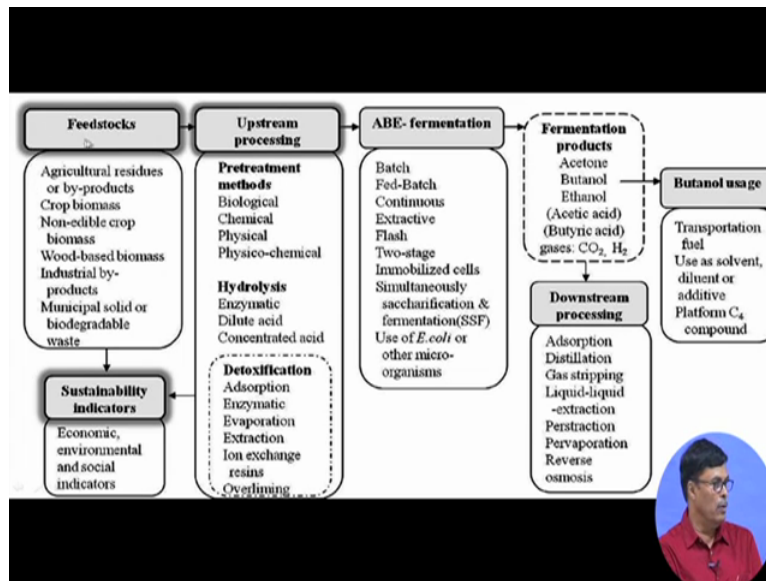 Feedstocks
Agricultural residues
or by-products
Crop biomass
Non-edible crop
biomass
Wood-based biomass
Industrial by-
products
Municipal solid or
biodegradable
waste
Sustainability
indicators
Economic,
environmental
and social
indicators
Upstream
processing
Pretreatment
methods
Biological
Chemical
Physical
Physico-chemical
Hydrolysis
Enzymatic
Dilute acid
Concentrated acid
Detoxification
Adsorption
Enzymatic
Evaporation
Extraction
Ion exchange
resins
Overliming
ABE- fermentation
Batch
Fed-Batch
Continuous
Extractive
Flash
Two-stage
Immobilized cells
Simultaneously
saccharification &
fermentation(SSF)
Use of E.coli or
other micro-
organisms
Fermentation
products
Acetone
Butanol
Ethanol
(Acetic acid)
(Butyric acid)
gases: CO₂, H₂
Downstream
processing
Adsorption
Distillation
Gas stripping
Liquid-liquid
-extraction
Perstraction
Pervaporation
Reverse
osmosis
Butanol usage
Transportation
fuel
Use as solvent,
diluent or
additive
Platform C₄
compound